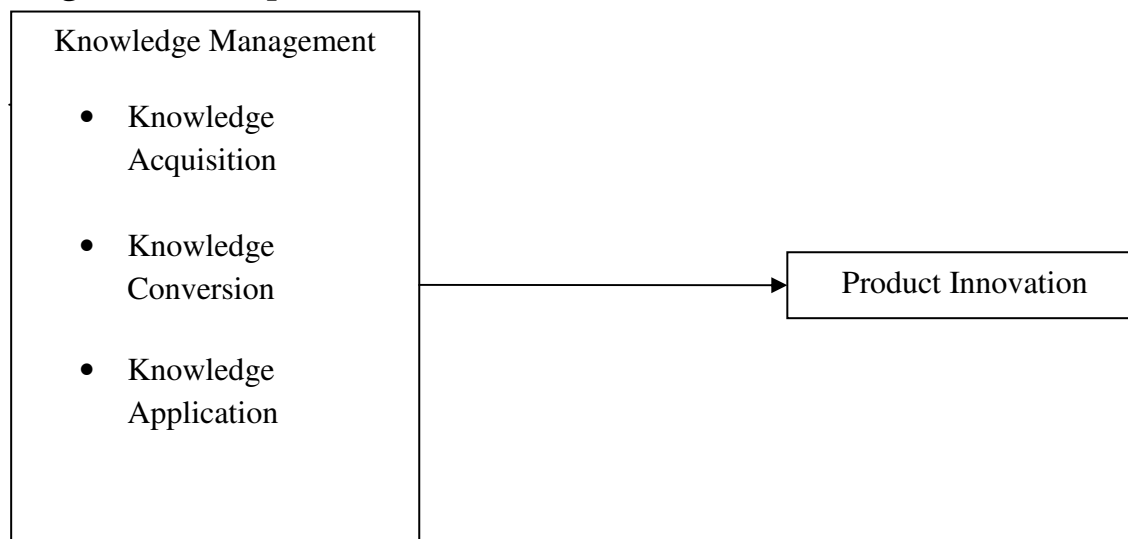 Knowledge Management
• Knowledge
Acquisition
• Knowledge
Conversion
Product Innovation
• Knowledge
Application